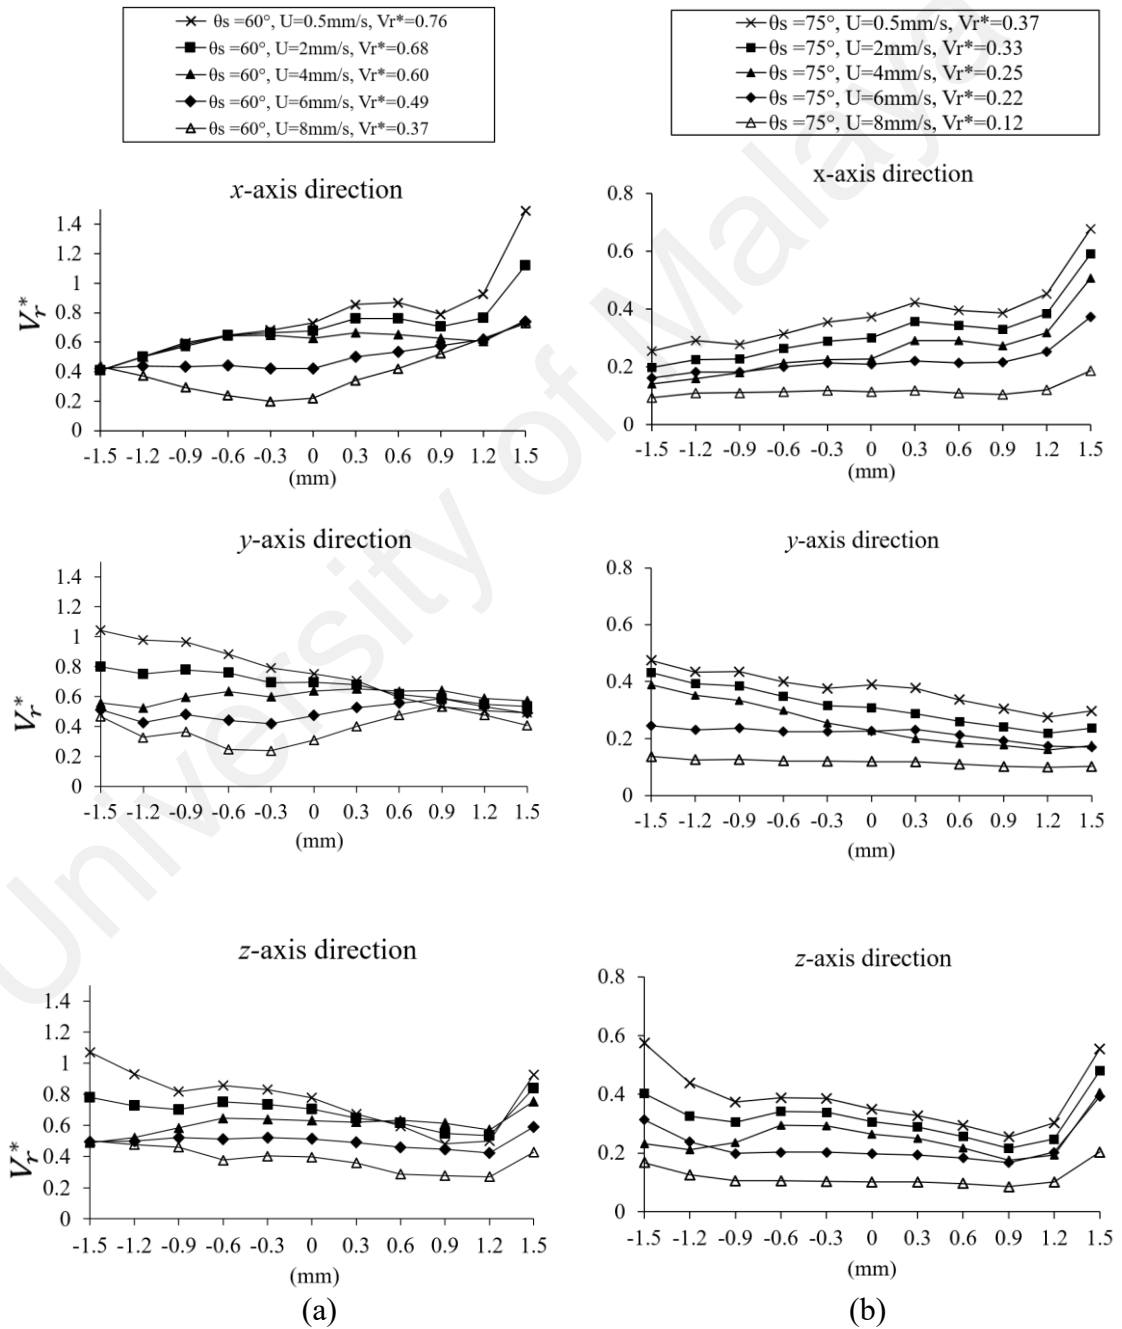 θs =60°, U=0.5mm/s, Vr*=0.76
θs =60°, U=2mm/s, Vr*=0.68
θs =60°, U=4mm/s, Vr*=0.60
θs =60°, U=6mm/s, Vr*=0.49
θs =60°, U=8mm/s, Vr*=0.37
θs =75°, U=0.5mm/s, Vr*=0.37
θs =75°, U=2mm/s, Vr*=0.33
θs =75°, U=4mm/s, Vr*=0.25
θs =75°, U=6mm/s, Vr*=0.22
θs =75°, U=8mm/s, Vr*=0.12
x-axis direction
1.4
1.2
1
0.8
0.6
0.4
0.2
0
Vr*
-1.5 -1.2 -0.9 -0.6 -0.3 0 0.3 0.6 0.9 1.2 1.5
(mm)
x-axis direction
0.8
0.6
0.4
0.2
0
-1.5 -1.2 -0.9 -0.6 -0.3 0 0.3 0.6 0.9 1.2 1.5
(mm)
y-axis direction
1.4
1.2
1
0.8
0.6
0.4
0.2
0
Vr*
-1.5 -1.2 -0.9 -0.6 -0.3 0 0.3 0.6 0.9 1.2 1.5
(mm)
y-axis direction
0.8
0.6
0.4
0.2
0
-1.5 -1.2 -0.9 -0.6 -0.3 0 0.3 0.6 0.9 1.2 1.5
(mm)
z-axis direction
1.4
1.2
1
0.8
0.6
0.4
0.2
0
Vr*
-1.5 -1.2 -0.9 -0.6 -0.3 0 0.3 0.6 0.9 1.2 1.5
(mm)
z-axis direction
0.8
0.6
0.4
0.2
0
-1.5 -1.2 -0.9 -0.6 -0.3 0 0.3 0.6 0.9 1.2 1.5
(mm)
(a)
(b)
University of Malaya